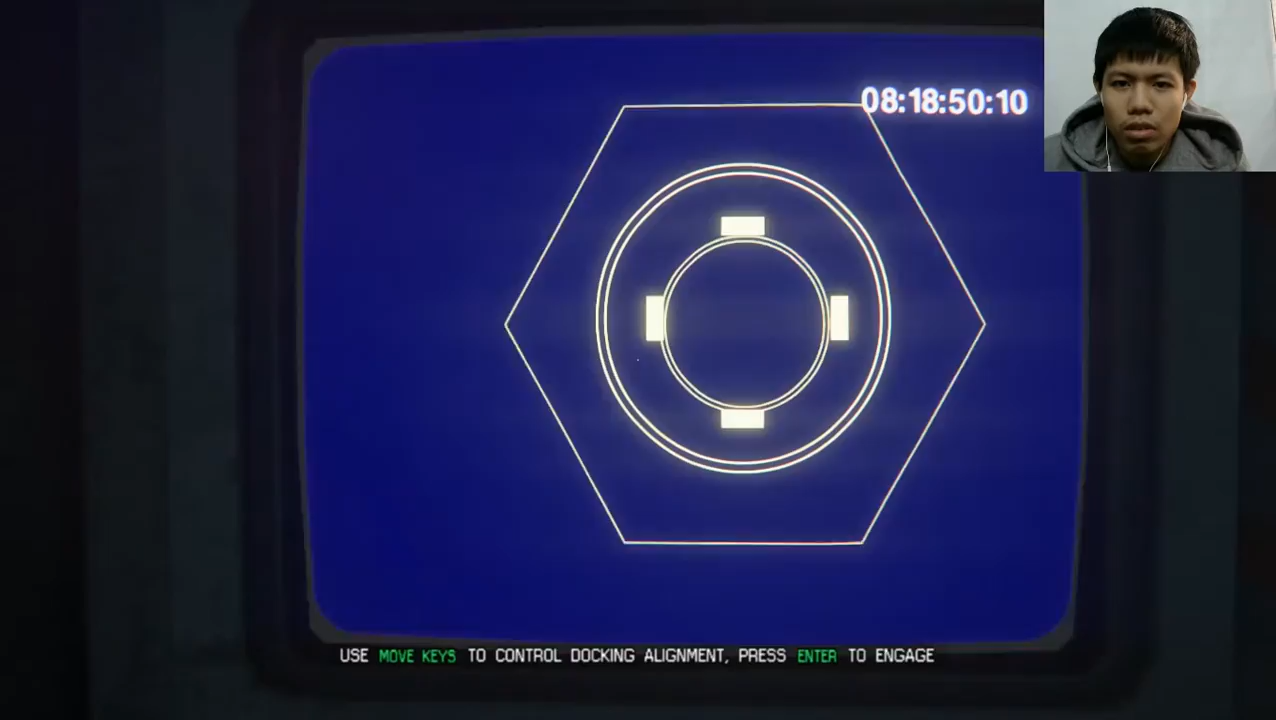 08:18:50:10
USE MOVE KEYS TO CONTROL DOCKING ALIGNMENT, PRESS ENTER TO ENGAGE